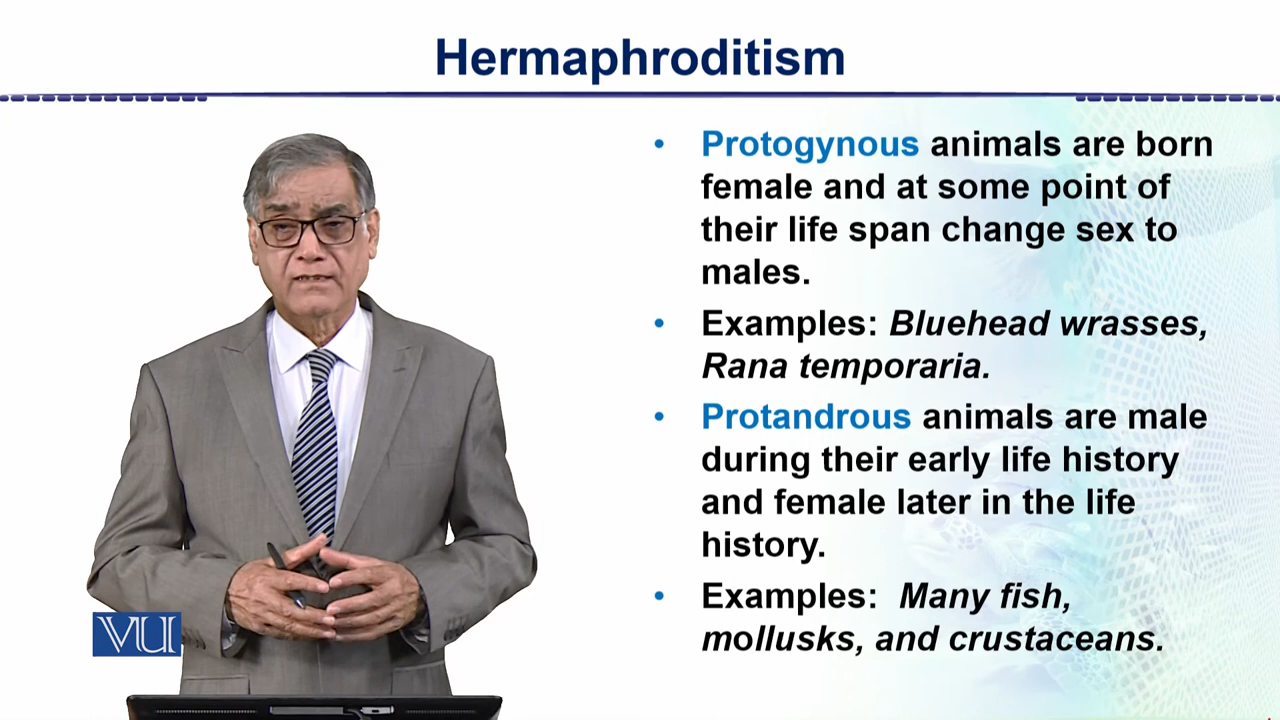 Hermaphroditism
• Protogynous animals are born
female and at some point of
their life span change sex to
males.
• Examples: Bluehead wrasses,
Rana temporaria.
• Protandrous animals are male
during their early life history
and female later in the life
history.
• Examples: Many fish,
mollusks, and crustaceans.
VU